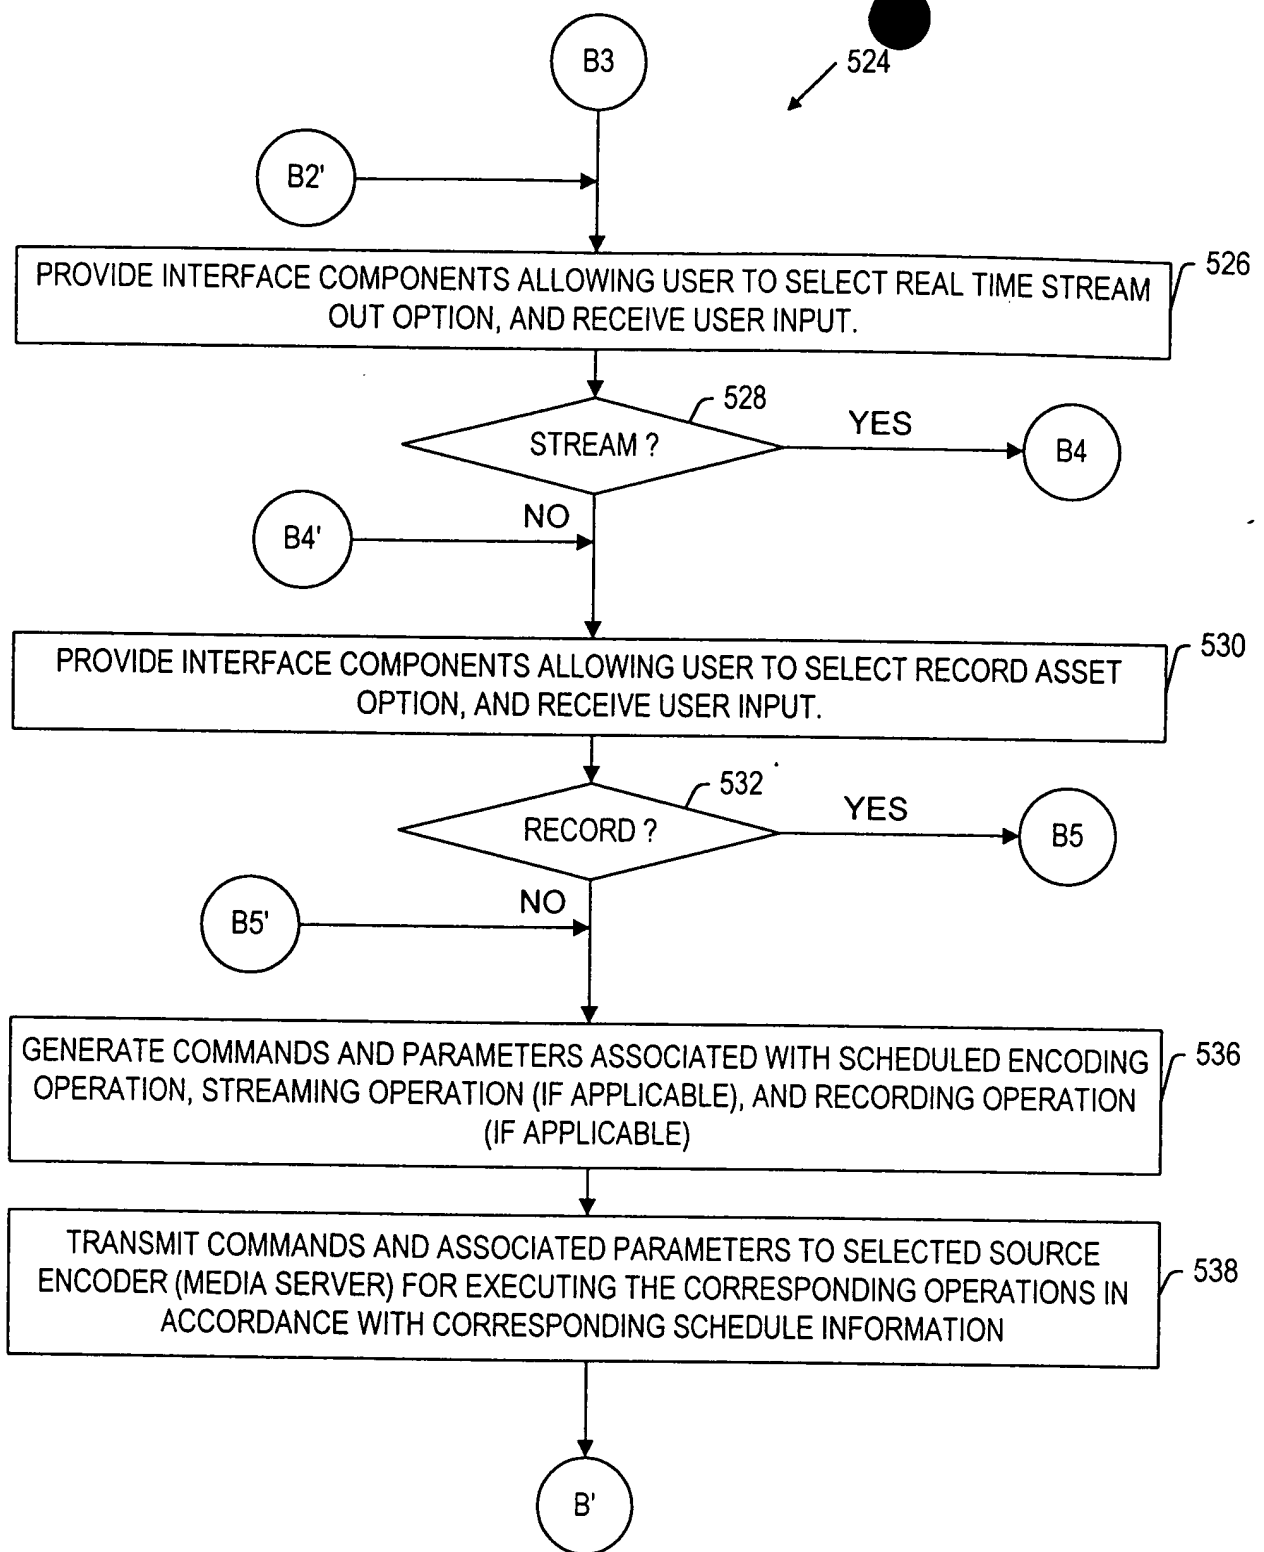 B3
524
B2'
526
PROVIDE INTERFACE COMPONENTS ALLOWING USER TO SELECT REAL TIME STREAM
OUT OPTION, AND RECEIVE USER INPUT.
528
STREAM ?
YES
B4
NO
B4'
530
PROVIDE INTERFACE COMPONENTS ALLOWING USER TO SELECT RECORD ASSET
OPTION, AND RECEIVE USER INPUT.
532
RECORD ?
YES
B5
NO
B5'
GENERATE COMMANDS AND PARAMETERS ASSOCIATED WITH SCHEDULED ENCODING
OPERATION, STREAMING OPERATION (IF APPLICABLE), AND RECORDING OPERATION
(IF APPLICABLE)
536
TRANSMIT COMMANDS AND ASSOCIATED PARAMETERS TO SELECTED SOURCE
ENCODER (MEDIA SERVER) FOR EXECUTING THE CORRESPONDING OPERATIONS IN
ACCORDANCE WITH CORRESPONDING SCHEDULE INFORMATION
538
B'